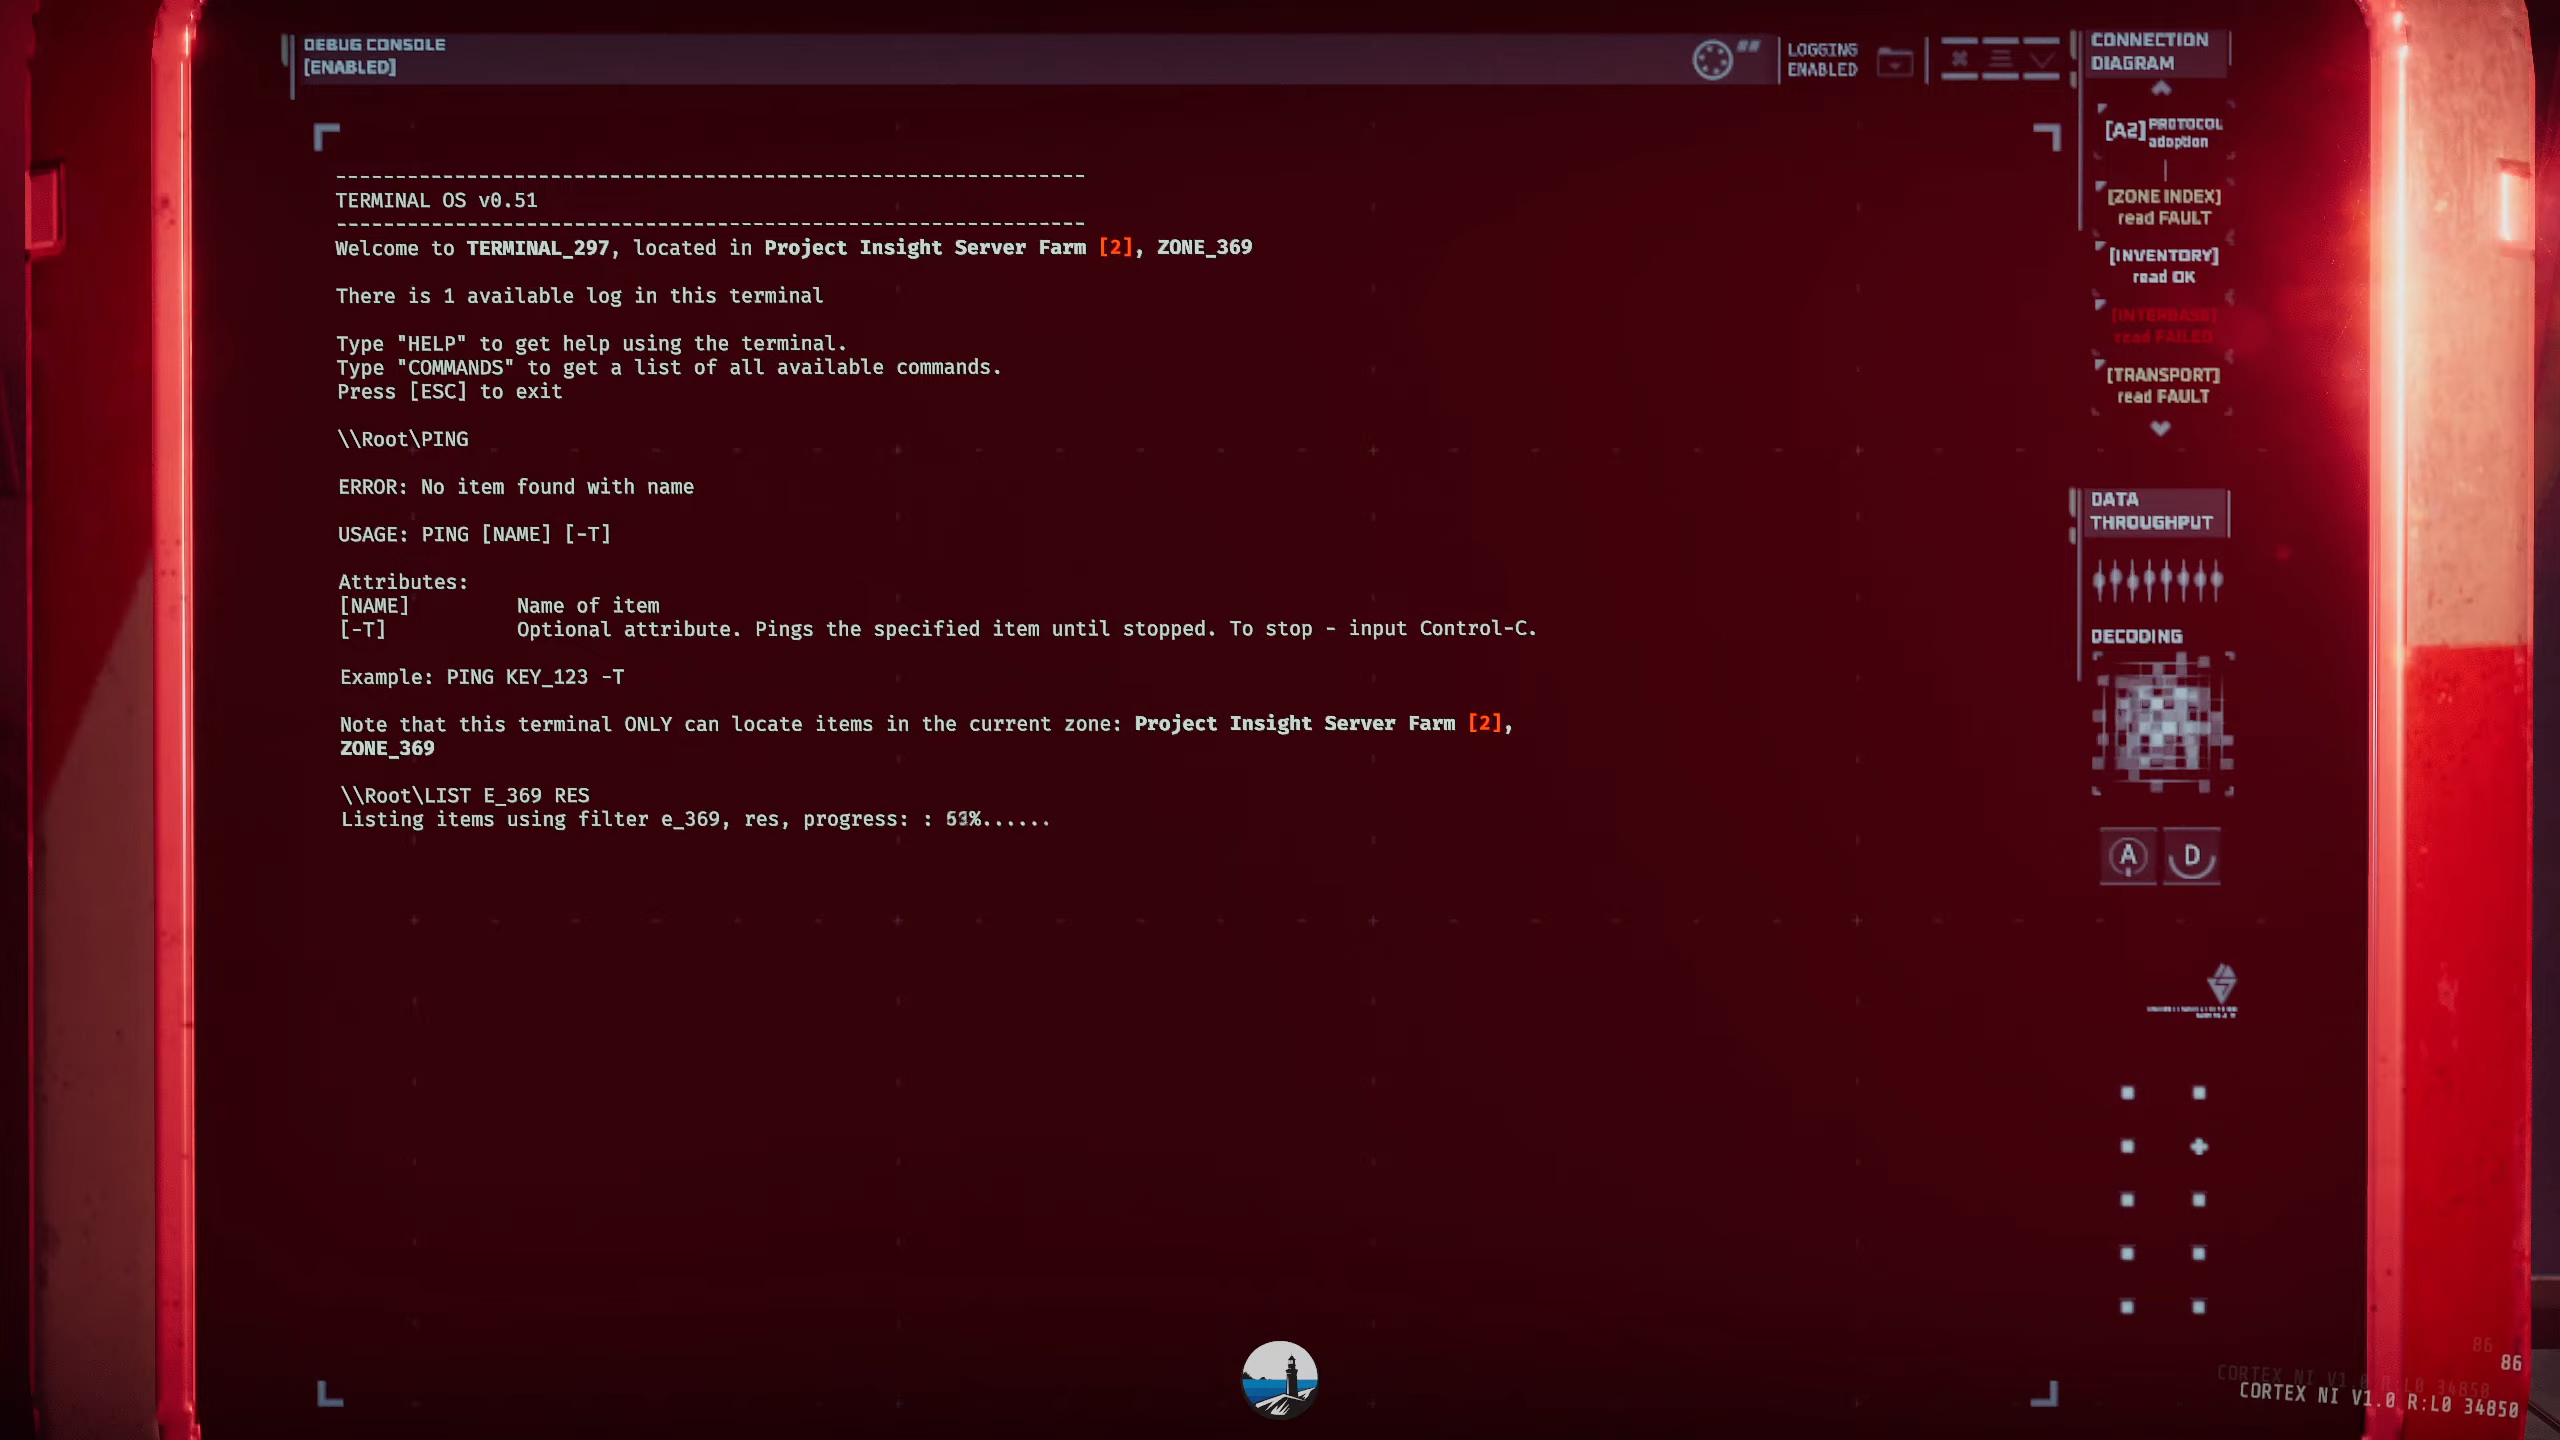 DEBUG CONSOLE
[ENABLED]
LOGGING
ENABLED
CONNECTION
DIAGRAM
[A2] PROTOCOL
adoption
[ZONE INDEX]
read FAULT
[INVENTORY]
read OK
[INTERBASE]
read FAILED
[TRANSPORT]
read FAULT
---------------------------------------------------------------
TERMINAL OS v0.51
---------------------------------------------------------------
Welcome to TERMINAL_297, located in Project Insight Server Farm [2], ZONE_369
There is 1 available log in this terminal
Type "HELP" to get help using the terminal.
Type "COMMANDS" to get a list of all available commands.
Press [ESC] to exit
\\Root\PING
ERROR: No item found with name
USAGE: PING [NAME] [-T]
Attributes:
[NAME] Name of item
[-T] Optional attribute. Pings the specified item until stopped. To stop - input Control-C.
Example: PING KEY_123 -T
Note that this terminal ONLY can locate items in the current zone: Project Insight Server Farm [2],
ZONE_369
\\Root\LIST E_369 RES
Listing items using filter e_369, res, progress: :
DATA
THROUGHPUT
DECODING
A D
86
CORTEX NI V1.0 R:L0 34850